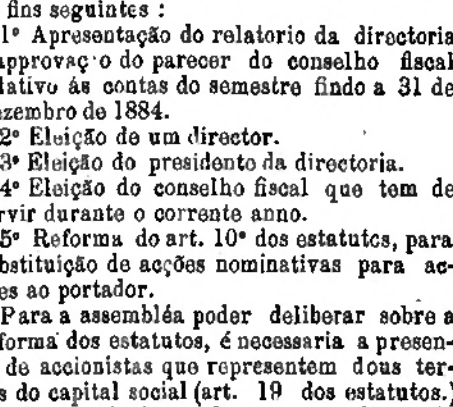 fins seguintes :
1º Apresentação do relatorio da directoria
approvaç o do parecer do conselho fiscal
lativo ás contas do semestre findo a 31 de
ezembro de 1884.
2º Eleição de um director.
3º Eleição do presidente da directoria.
4º Eleição do conselho fiscal que tem de
rvir durante o corrente anno.
5º Reforma do art. 10º dos estatutos, para
bstituição de acções nominativas para ac-
es ao portador.
Para a assembléa poder deliberar sobre a
forma dos estatutos, é necessaria a presen-
de accionistas que representem dous ter-
s do capital social (art. 19 dos estatutos.)